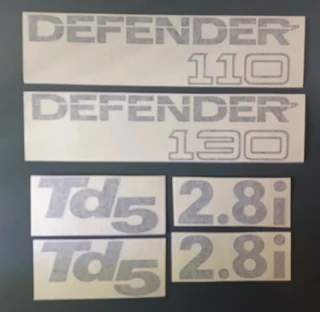 DEFENDER
110
DEFENDER
130
Td5
2.8i
Td5
2.8i